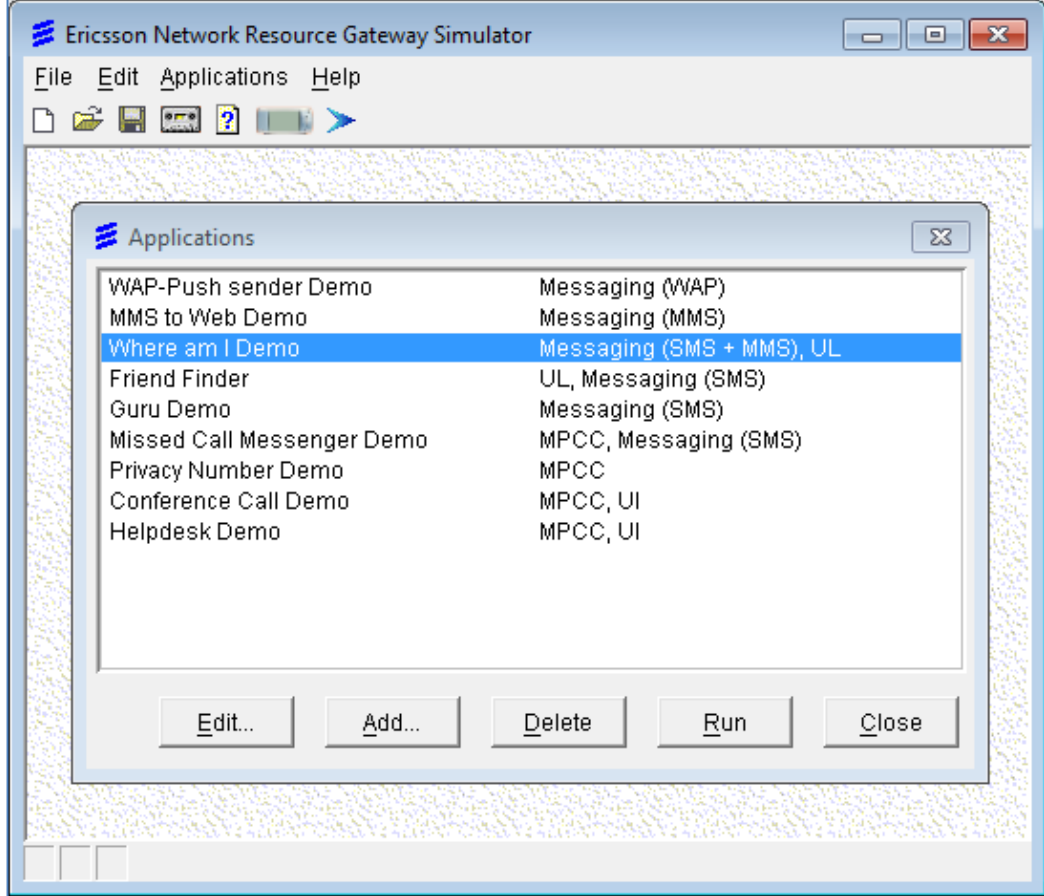 Ericsson Network Resource Gateway Simulator
File Edit Applications Help
Applications
WAP-Push sender Demo Messaging (WAP)
MMS to Web Demo Messaging (MMS)
Where am I Demo Messaging (SMS + MMS), UL
Friend Finder UL, Messaging (SMS)
Guru Demo Messaging (SMS)
Missed Call Messenger Demo MPCC, Messaging (SMS)
Privacy Number Demo MPCC
Conference Call Demo MPCC, UI
Helpdesk Demo MPCC, UI
Edit... Add... Delete Run Close